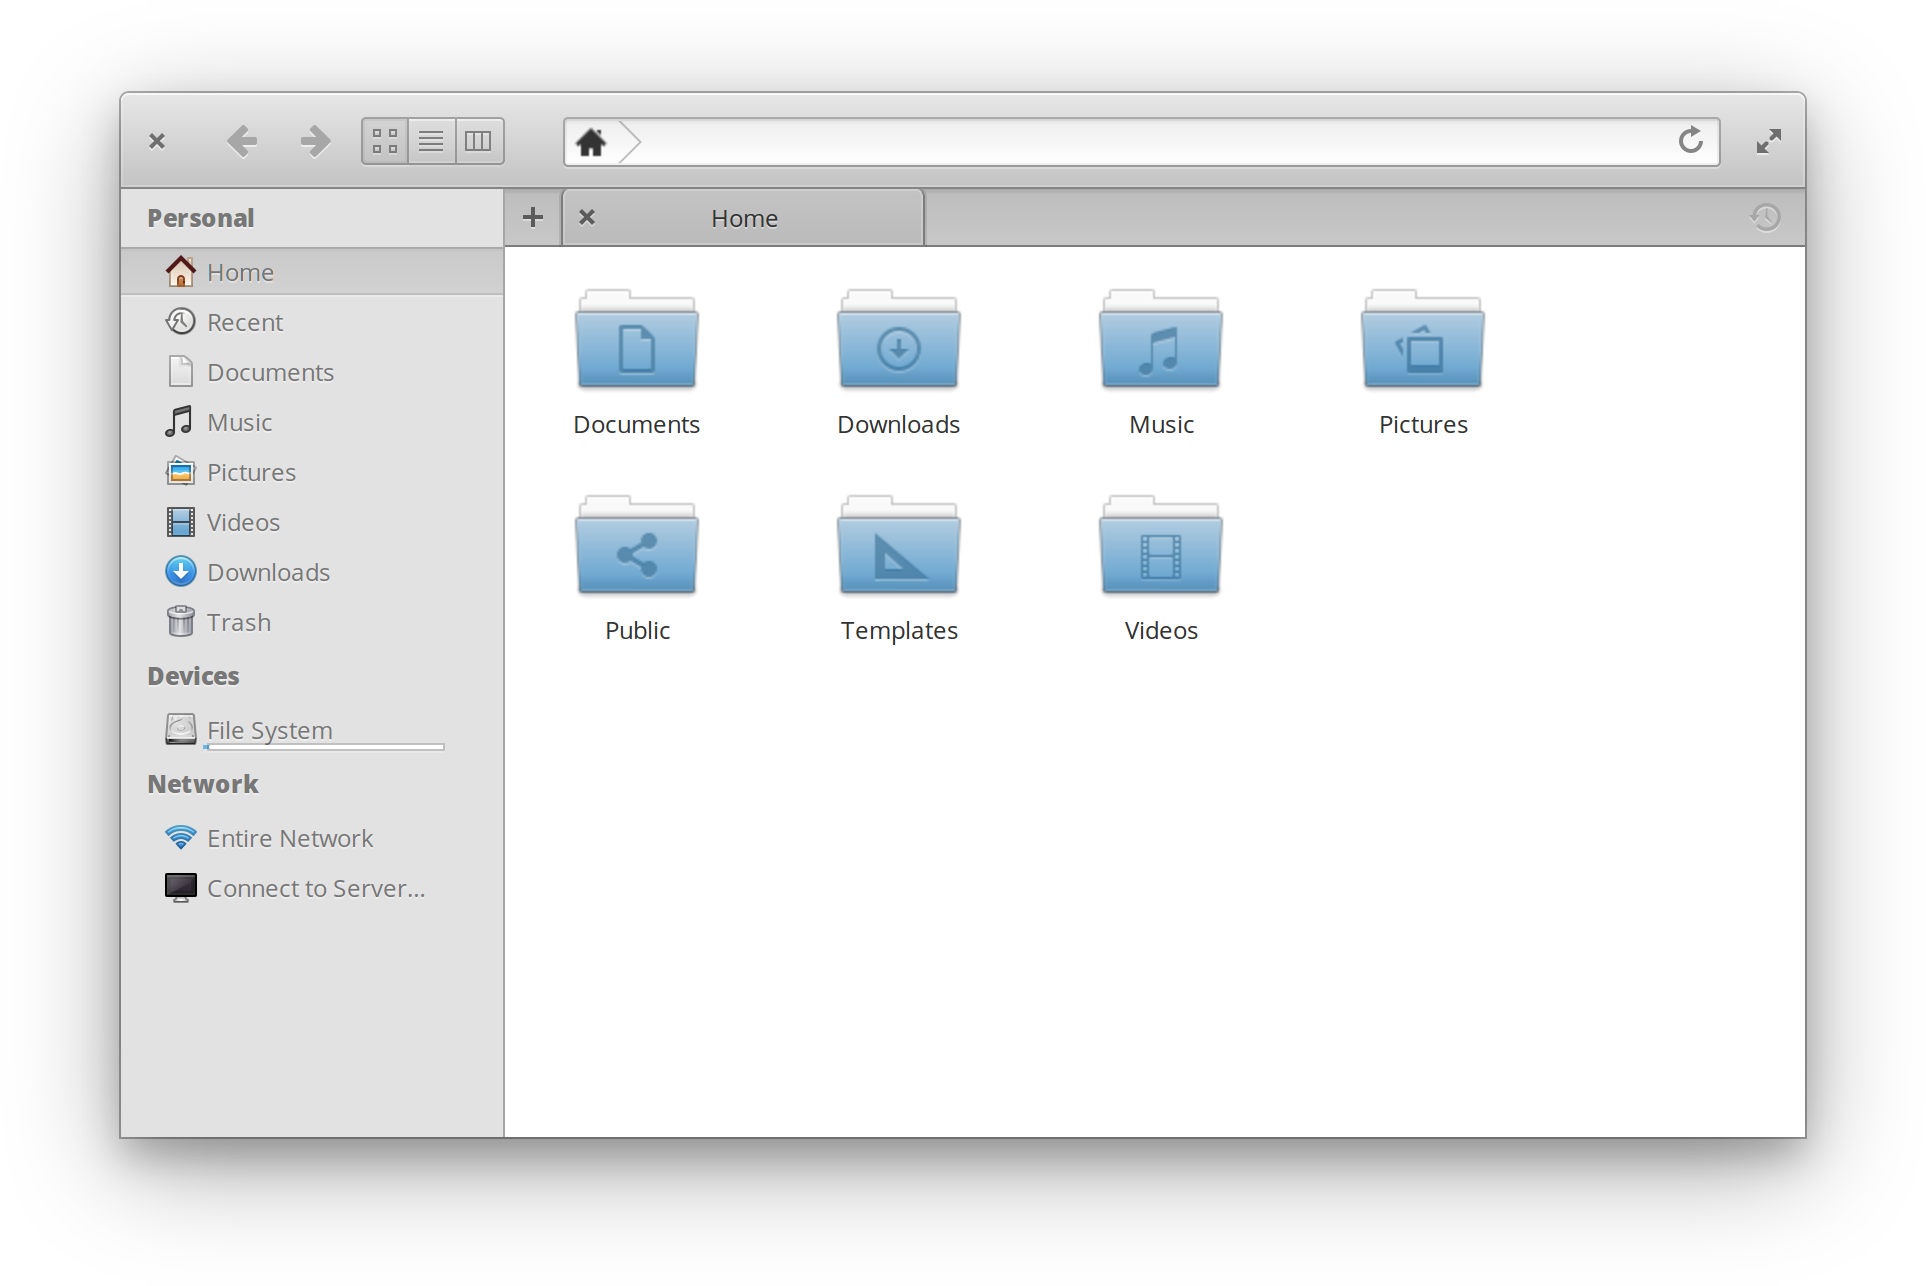 Personal
Home
Home
Recent
Documents
Music
Pictures
Videos
Downloads
Trash
Devices
File System
Network
Entire Network
Connect to Server...
Documents
Downloads
Music
Pictures
Public
Templates
Videos